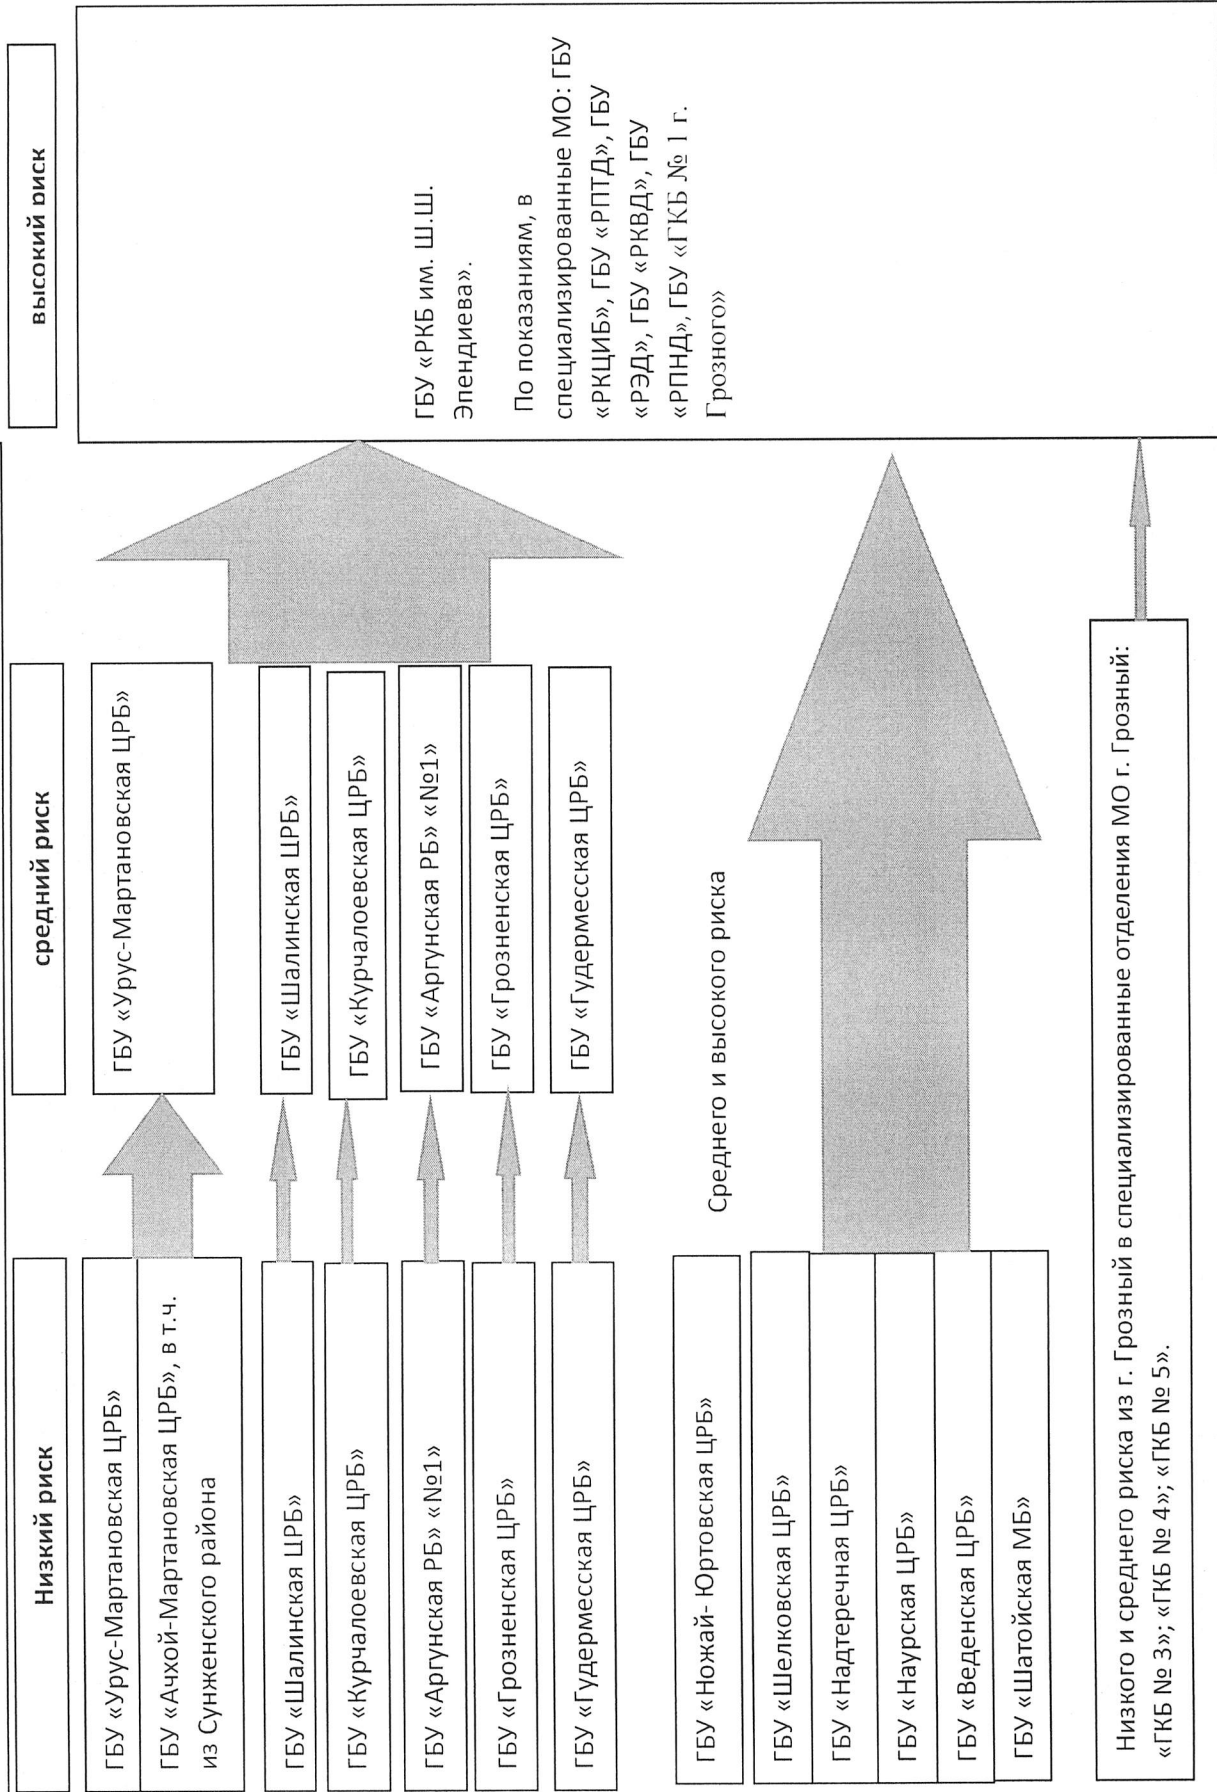 Низкий риск
средний риск
высокий риск
ГБУ «Урус-Мартановская ЦРБ»
ГБУ «Ачхой-Мартановская ЦРБ», в т.ч.
из Сунженского района
ГБУ «Шалинская ЦРБ»
ГБУ «Курчалоевская ЦРБ»
ГБУ «Аргунская РБ» «№1»
ГБУ «Грозненская ЦРБ»
ГБУ «Гудермесская ЦРБ»
ГБУ «Урус-Мартановская ЦРБ»
ГБУ «Шалинская ЦРБ»
ГБУ «Курчалоевская ЦРБ»
ГБУ «Аргунская РБ» «№1»
ГБУ «Грозненская ЦРБ»
ГБУ «Гудермесская ЦРБ»
ГБУ «РКБ им. Ш.Ш.
Эпендиева».
По показаниям, в
специализированные МО: ГБУ
«РКЦИБ», ГБУ «РПТД», ГБУ
«РЭД», ГБУ «РКВД», ГБУ
«РПНД», ГБУ «ГКБ № 1 г.
Грозного»
ГБУ «Ножай- Юртовская ЦРБ»
ГБУ «Шелковская ЦРБ»
ГБУ «Надтеречная ЦРБ»
ГБУ «Наурская ЦРБ»
ГБУ «Веденская ЦРБ»
ГБУ «Шатойская МБ»
Среднего и высокого риска
Низкого и среднего риска из г. Грозный в специализированные отделения МО г. Грозный:
«ГКБ № 3»; «ГКБ № 4»; «ГКБ № 5».